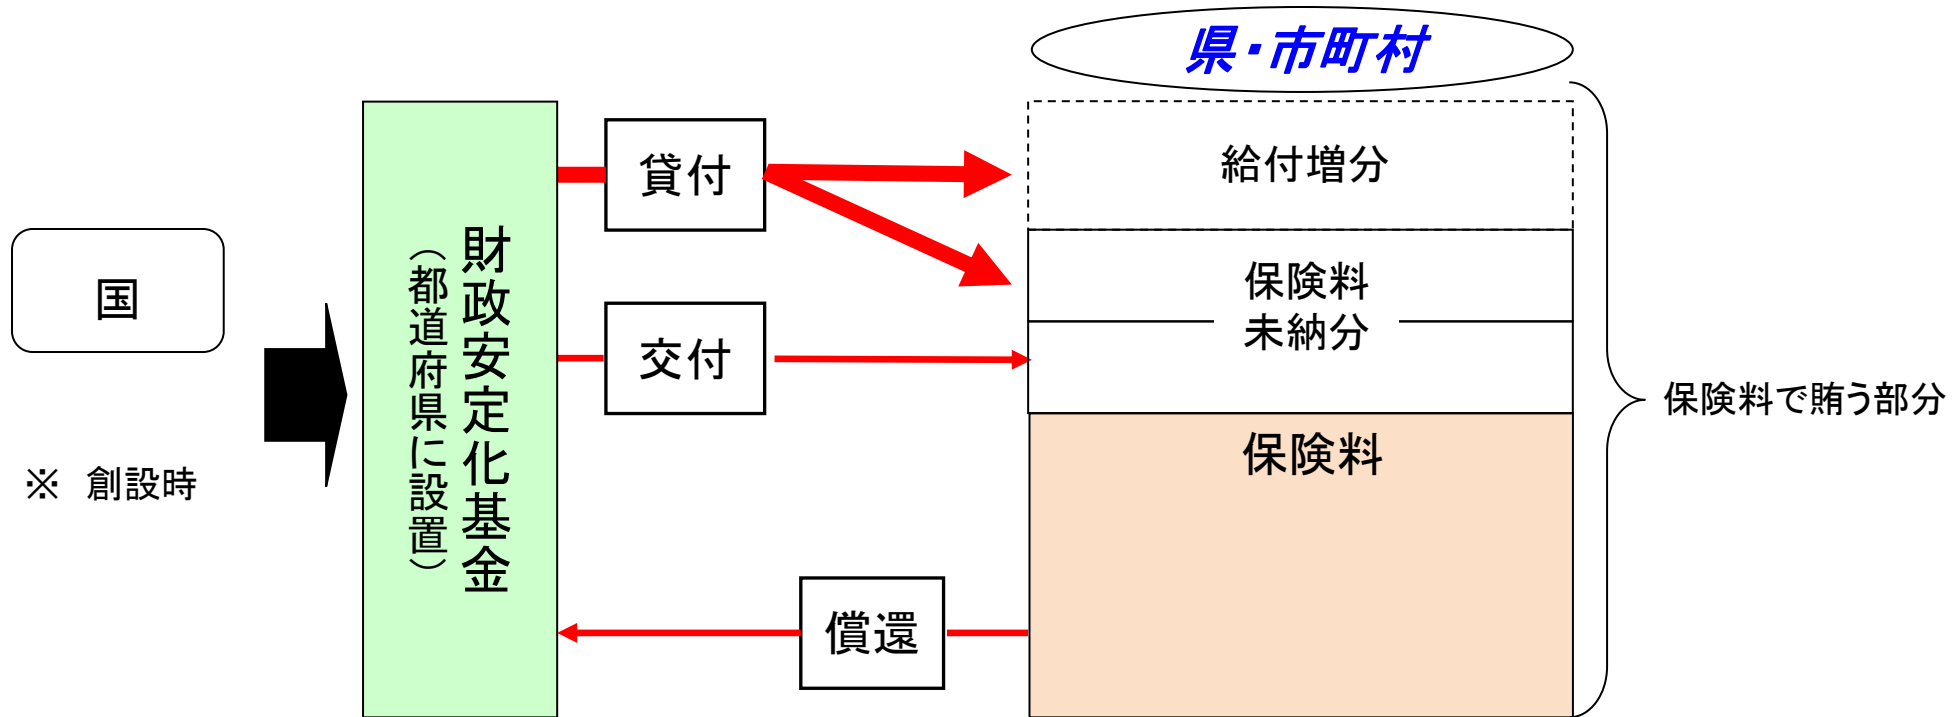 県・市町村
国
※　創設時
財政安定化基金
（都道府県に設置）
貸付
交付
償還
給付増分
保険料
未納分
保険料
保険料で賄う部分